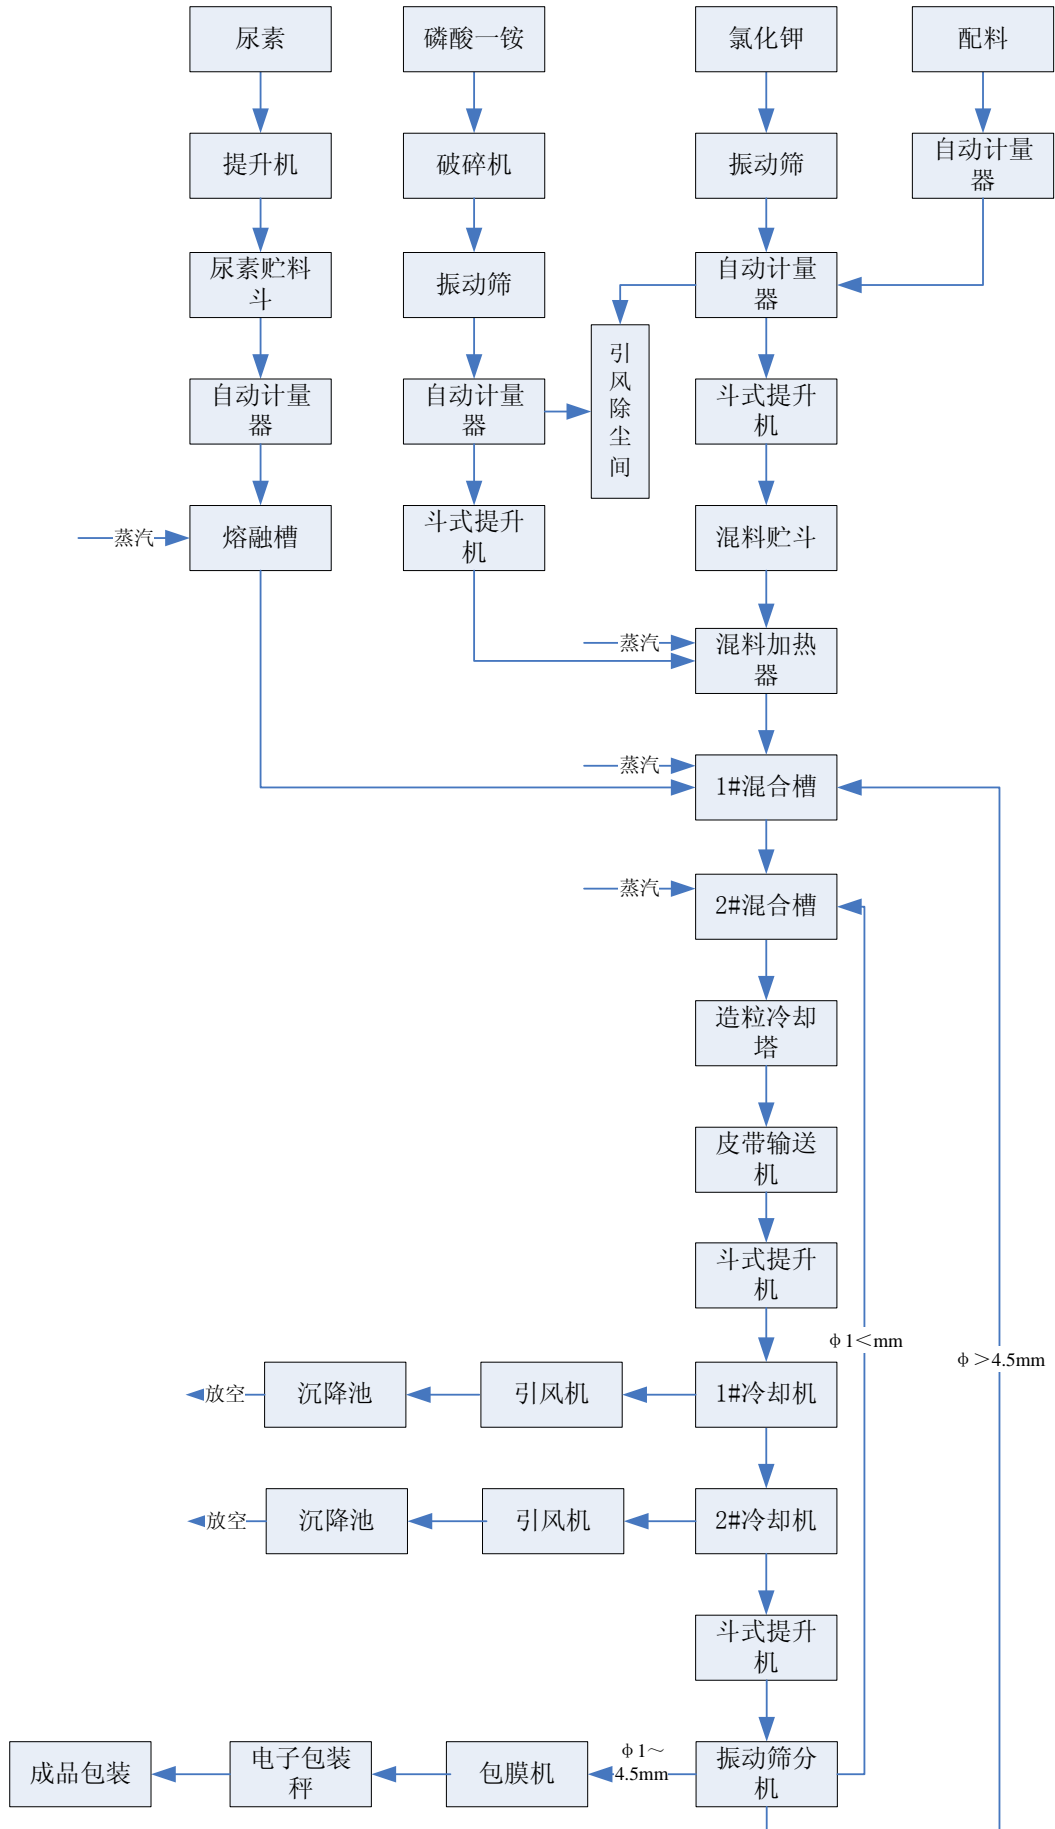 尿素
磷酸一铵
氯化钾
配料
提升机
破碎机
振动筛
自动计量
器
尿素贮料
斗
振动筛
自动计量
器
引
风
除
尘
间
自动计量
器
自动计量
器
斗式提升
机
蒸汽
熔融槽
斗式提升
机
混料贮斗
蒸汽
混料加热
器
蒸汽
1#混合槽
蒸汽
2#混合槽
造粒冷却
塔
皮带输送
机
斗式提升
机
φ1<mm
φ>4.5mm
放空
沉降池
引风机
1#冷却机
放空
沉降池
引风机
2#冷却机
斗式提升
机
成品包装
电子包装
秤
包膜机
φ1～
4.5mm
振动筛分
机